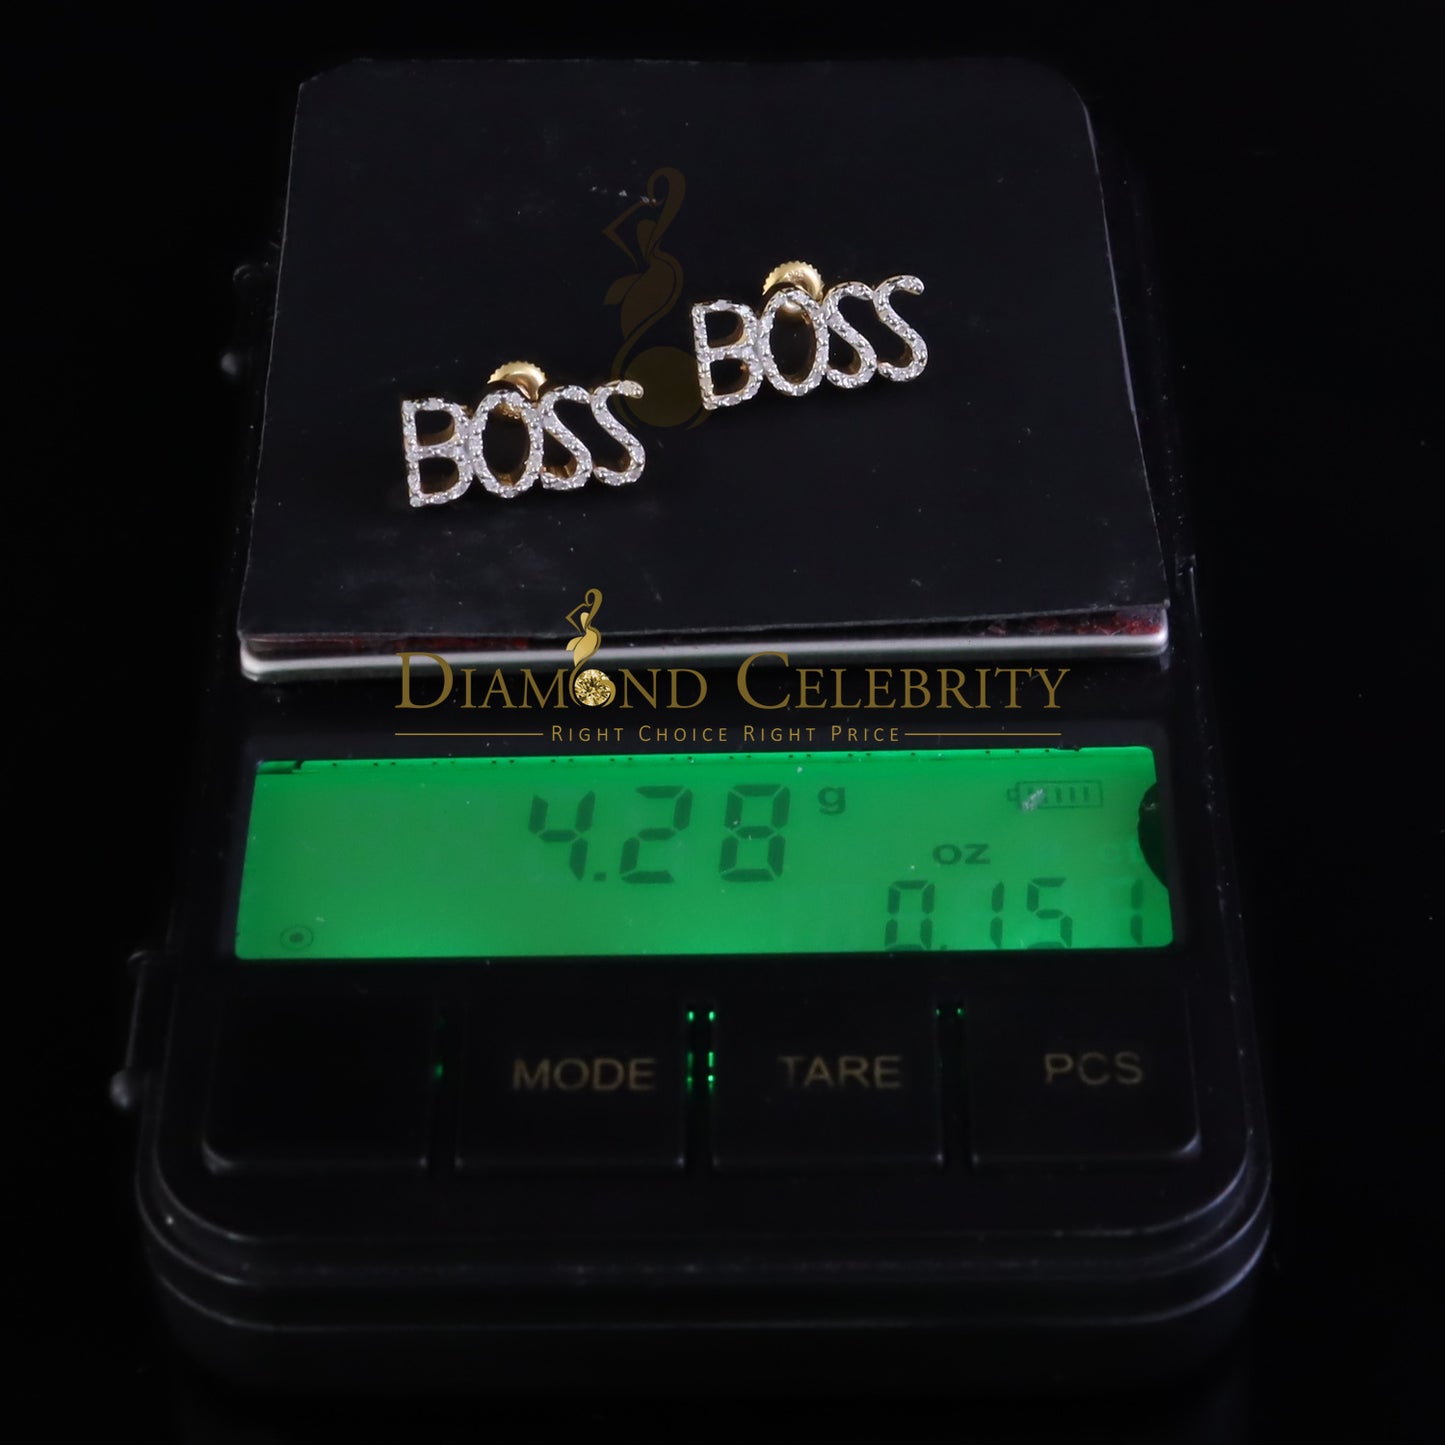 BOSS
BOSS
DIAMOND CELEBRITY
RIGHT CHOICE RIGHT PRICE
4.28 g
oz
0.151
MODE TARE PCS